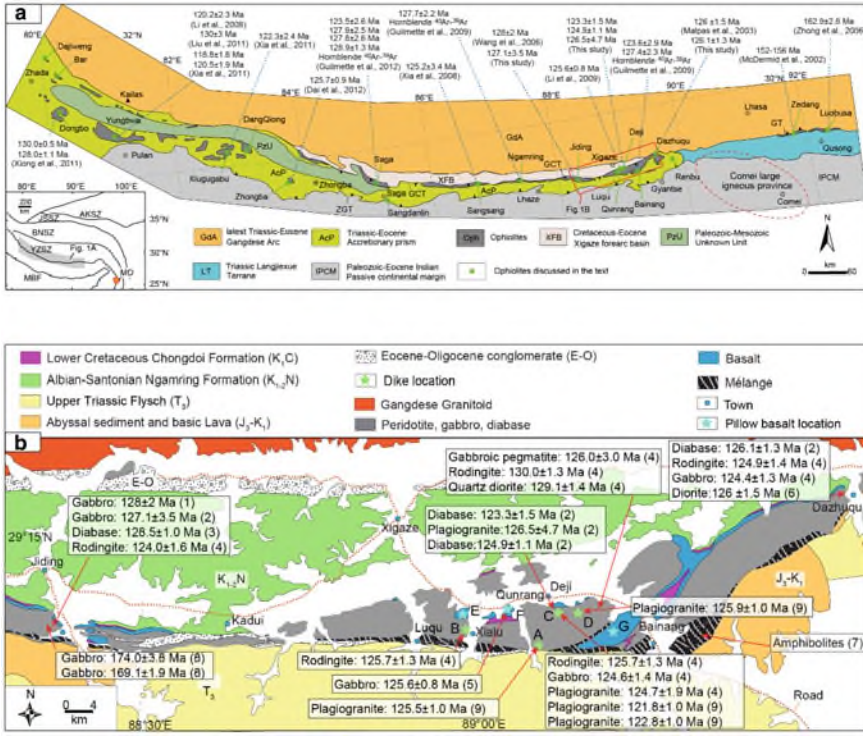 a
120.2±2.3 Ma
(Li et al., 2008)
130±3 Ma
(Liu et al., 2011)
118.8±1.8 Ma
120.5±1.9 Ma
(Xia et al., 2011)
122.3±2.4 Ma
(Xia et al., 2011)
123.5±2.6 Ma
127.9±2.5 Ma
127.8±2.6 Ma
128.9±1.3 Ma
Hornblende ⁴⁰Ar-³⁹Ar
(Guilmette et al., 2012)
125.7±0.9 Ma
(Dai et al., 2012)
127.7±2.2 Ma
Hornblende ⁴⁰Ar-³⁹Ar
(Guilmette et al., 2009)
125.2±3.4 Ma
(Xia et al., 2008)
128±2 Ma
(Wang et al., 2006)
127.1±3.5 Ma
(This study)
123.3±1.5 Ma
124.9±1.1 Ma
126.5±4.7 Ma
(This study)
125.6±0.8 Ma
(Li et al., 2009)
123.6±2.9 Ma
127.4±2.3 Ma
Hornblende ⁴⁰Ar-³⁹Ar
(Guilmette et al., 2009)
126 ±1.5 Ma
(Malpas et al., 2003)
126.1±1.3 Ma
(This study)
152-156 Ma
(McDermid et al., 2002)
162.9±2.8 Ma
(Zhong et al., 2006)
80°E
32°N
82°E
84°E
86°E
88°E
90°E
30°N
92°E
Zhada
Dajiweng
Bar
Kailas
Dongbo
Yungbwa
Pulan
130.0±0.5 Ma
128.0±1.1 Ma
(Xiong et al., 2011)
Xiugugabu
Zhongba
DangQiong
PzU
AcP
Zhongba
ZGT
Saga
Saga GCT
Sangdanlin
XFB
Sangsang
AcP
GdA
Ngamring
GCT
Lhaze
Jiding
Xigaze
Deji
Dazhuqu
Fig.1B
Luqu
Qunrang
Bainang
Gyantse
Renbu
Lhasa
Zedang
GT
Luobusa
Qusong
LT
Comei large
igneous province
Comei
IPCM
80°E
90°E
100°E
200
km
JSSZ
AKSZ
BNSZ
YZSZ
Fig. 1A
MBF
MD
35°N
30°N
25°N
GdA
latest Triassic-Eocene
Gangdese Arc
AcP
Triassic-Eocene
Accretionary prism
Oph
Ophiolites
XFB
Cretaceous-Eocene
Xigaze forearc basin
PzU
Paleozoic-Mesozoic
Unknown Unit
LT
Triassic Langjiexue
Terrane
IPCM
Paleozoic-Eocene Indian
Passive continental margin
Ophiolites discussed in the text
N
0
km
60
Lower Cretaceous Chongdoi Formation (K₁C)
Albian-Santonian Ngamring Formation (K₁₋₂N)
Upper Triassic Flysch (T₃)
Abyssal sediment and basic Lava (J₃-K₁)
Eocene-Oligocene conglomerate (E-O)
Dike location
Gangdese Granitoid
Peridotite, gabbro, diabase
Basalt
Mélange
Town
Pillow basalt location
b
E-O
Gabbro: 128±2 Ma (1)
Gabbro: 127.1±3.5 Ma (2)
Diabase: 128.5±1.0 Ma (3)
Rodingite: 124.0±1.6 Ma (4)
Gabbroic pegmatite: 126.0±3.0 Ma (4)
Rodingite: 130.0±1.3 Ma (4)
Quartz diorite: 129.1±1.4 Ma (4)
Diabase: 126.1±1.3 Ma (2)
Rodingite: 124.9±1.4 Ma (4)
Gabbro: 124.4±1.3 Ma (4)
Diorite:126 ±1.5 Ma (6)
Diabase: 123.3±1.5 Ma (2)
Plagiogranite: 126.5±4.7 Ma (2)
Diabase:124.9±1.1 Ma (2)
29°15'N
Jiding
Xigaze
Dazhuqu
K₁₋₂N
Kadui
Qunrang
Deji
J₃-K₁
Luqu
B
E
Xialu
F
C
D
A
G
Bainang
Plagiogranite: 125.9±1.0 Ma (9)
Amphibolites (7)
Gabbro: 174.0±3.8 Ma (8)
Gabbro: 169.1±1.9 Ma (8)
Rodingite: 125.7±1.3 Ma (4)
Gabbro: 125.6±0.8 Ma (5)
Plagiogranite: 125.5±1.0 Ma (9)
Rodingite: 125.7±1.3 Ma (4)
Gabbro: 124.6±1.4 Ma (4)
Plagiogranite: 124.7±1.9 Ma (4)
Plagiogranite: 121.8±1.0 Ma (9)
Plagiogranite: 122.8±1.0 Ma (9)
T₃
Road
N
0 4
km
88°30'E
89°00'E